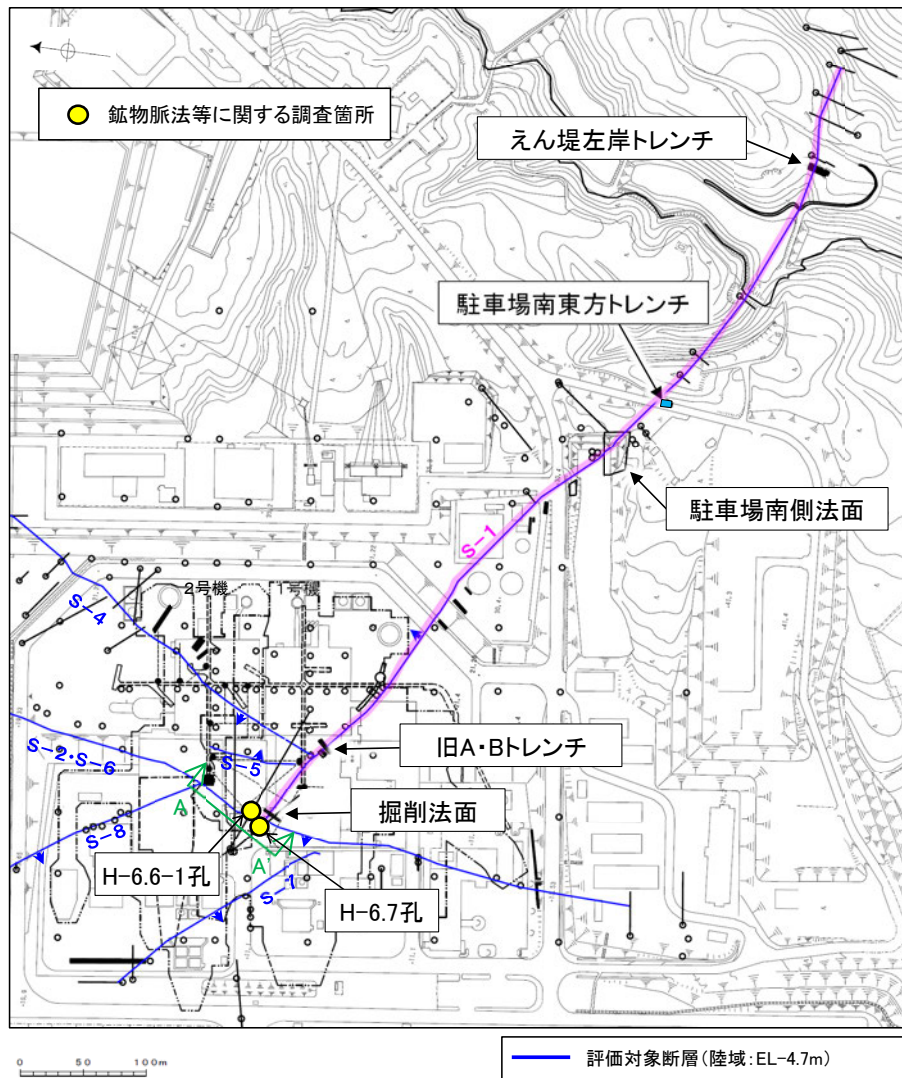 鉱物脈法等に関する調査箇所
えん堤左岸トレンチ
駐車場南東方トレンチ
駐車場南側法面
S-1
2号機
1号機
S-4
旧A・Bトレンチ
S-2・S-6
S-5
掘削法面
A
S-8
A'
H-6.6-1孔
S-7
H-6.7孔
0 50 100m
評価対象断層(陸域:EL-4.7m)